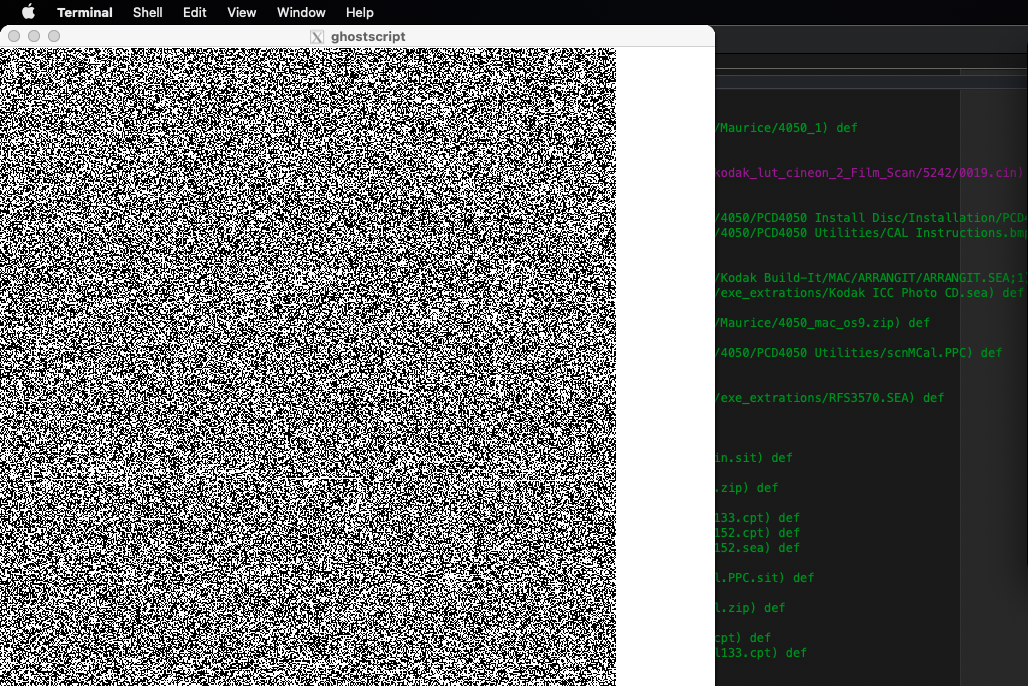 Terminal Shell Edit View Window Help
ghostscript
/Maurice/4050_1) def
kodak_lut_cineon_2_Film_Scan/5242/0019.cin)
/4050/PCD4050 Install Disc/Installation/PCD4
/4050/PCD4050 Utilities/CAL Instructions.bm
/Kodak Build-It/MAC/ARRANGIT/ARRANGIT.SEA;1
/exe_extrations/Kodak ICC Photo CD.sea) def
/Maurice/4050_mac_os9.zip) def
/4050/PCD4050 Utilities/scnMCal.PPC) def
/exe_extrations/RFS3570.SEA) def
in.sit) def
.zip) def
133.cpt) def
152.cpt) def
152.sea) def
l.PPC.sit) def
l.zip) def
cpt) def
l133.cpt) def